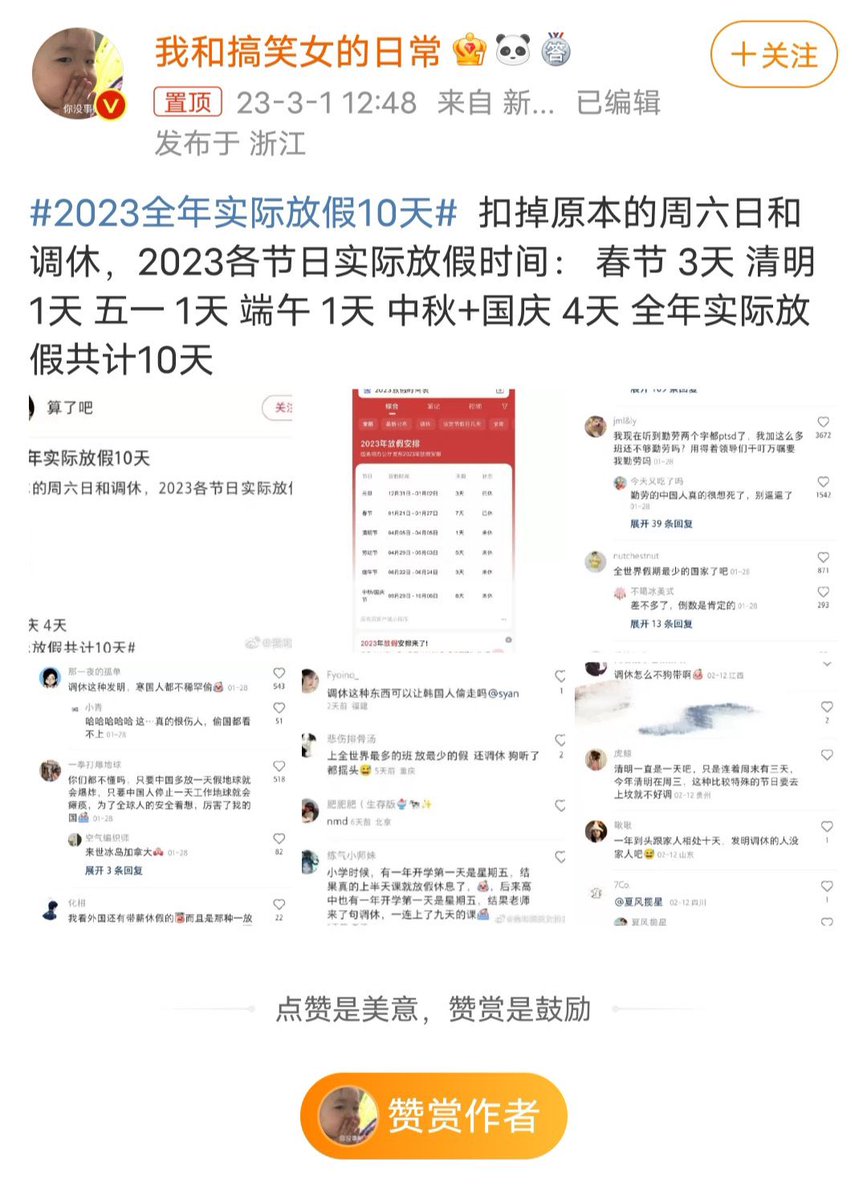 我和搞笑女的日常
+关注
你没事
置顶 23-3-1 12:48 来自 新... 已编辑
发布于 浙江
#2023全年实际放假10天# 扣掉原本的周六日和
调休，2023各节日实际放假时间： 春节 3天 清明
1天 五一 1天 端午 1天 中秋+国庆 4天 全年实际放
假共计10天
算了吧
关注
年实际放假10天
的周六日和调休，2023各节日实际放
庆 4天
放假共计10天#
综合
笔记
视频
2023年放假安排
节日
放假时间
天数
状态
元旦 12月31日 - 01月02日 3天 已休
春节 01月21日 - 01月27日 7天 已休
清明节 04月05日 - 04月05日 1天 未休
劳动节 04月29日 - 05月03日 5天 未休
端午节 06月22日 - 06月24日 3天 未休
中秋/国庆节 09月29日 - 10月06日 8天 未休
2023年放假安排来了!
jml&ly
我现在听到勤劳两个字都ptsd了，我加这么多
班还不够勤劳吗？用得着领导们千叮万嘱要
我勤劳吗 01-28
3672
今天又吃了吗
勤劳的中国人真的很想死了，别逼逼了
01-28
1542
展开 39 条回复
nutchestnut
全世界假期最少的国家了吧 01-28
871
不喝冰美式
差不多了，倒数是肯定的 01-28
293
展开 13 条回复
那一夜的孤单
调休这种发明，寒国人都不稀罕偷 01-28
543
小青
哈哈哈哈哈 这…真的恨伤人，偷国都看
不上 01-28
51
一拳打爆地球
你们都不懂吗，只要中国多放一天假地球就
会爆炸，只要中国人停止一天工作地球就会
瘫痪，为了全球人的安全着想，厉害了我的
国 01-28
518
空气编织师
来世冰岛加拿大 01-28
82
展开 3 条回复
化相
我看外国还有带薪休假的而且是那种一放
22
Fyoino_
调休这种东西可以让韩国人偷走吗@syan
2天前 福建
1
悲伤排骨汤
上全世界最多的班 放最少的假 还调休 狗听了
都摇头 5天前 重庆
2
肥肥肥（生存版
nmd 6天前 北京
炼气小师妹
小学时候，有一年开学第一天是星期五，结
果真的上半天课就放假休息了，后来高
中也有一年开学第一天是星期五，结果老师
来了句调休，一连上了九天的课
调休怎么不狗带啊 02-12 江西
2
虎鲸
清明一直是一天吧，只是连着周末有三天，
今年清明在周三，这种比较特殊的节日要去
上坟就不好调 02-12 贵州
啾啾
一年到头跟家人相处十天，发明调休的人没
家人吧 02-12 山东
1
7Co.
@夏风揽星 02-12 四川
1
夏风揽星
点赞是美意，赞赏是鼓励
赞赏作者